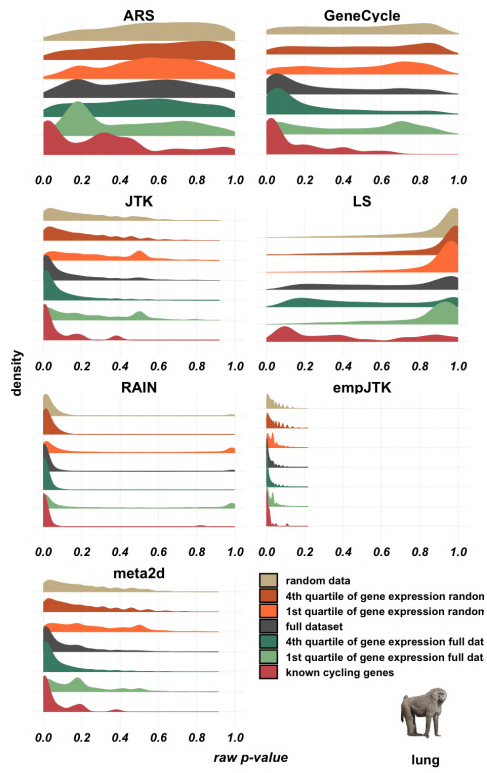 ARS
GeneCycle
0.0 0.2 0.4 0.6 0.8 1.0
0.0 0.2 0.4 0.6 0.8 1.0
JTK
LS
0.0 0.2 0.4 0.6 0.8 1.0
0.0 0.2 0.4 0.6 0.8 1.0
density
RAIN
empJTK
0.0 0.2 0.4 0.6 0.8 1.0
0.0 0.2 0.4 0.6 0.8 1.0
meta2d
0.0 0.2 0.4 0.6 0.8 1.0
raw p-value
random data
4th quartile of gene expression random
1st quartile of gene expression random
full dataset
4th quartile of gene expression full dat
1st quartile of gene expression full dat
known cycling genes
lung